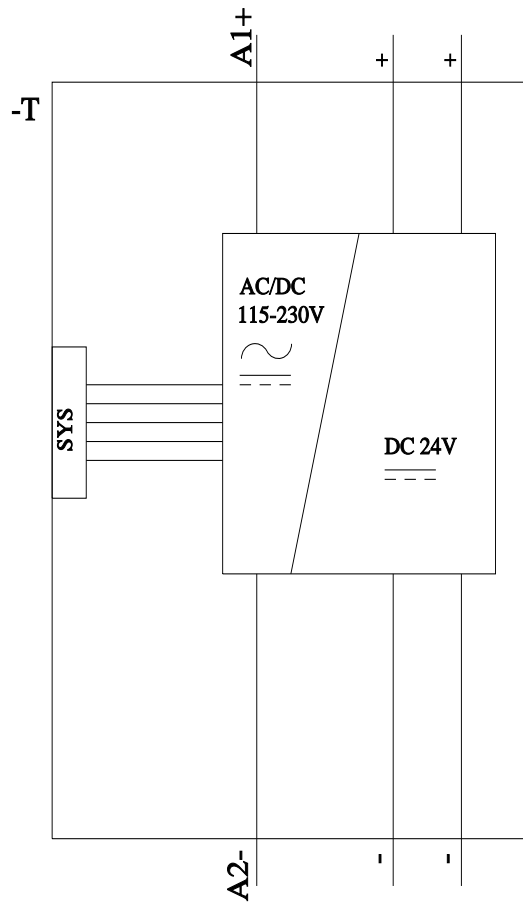 A1+
+
+
-T
AC/DC
115-230V
SYS
DC 24V
A2-
-
-